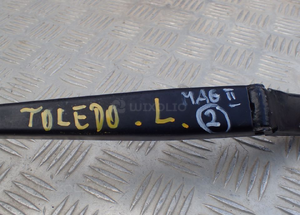 TOLEDO . L.
MAG II
2